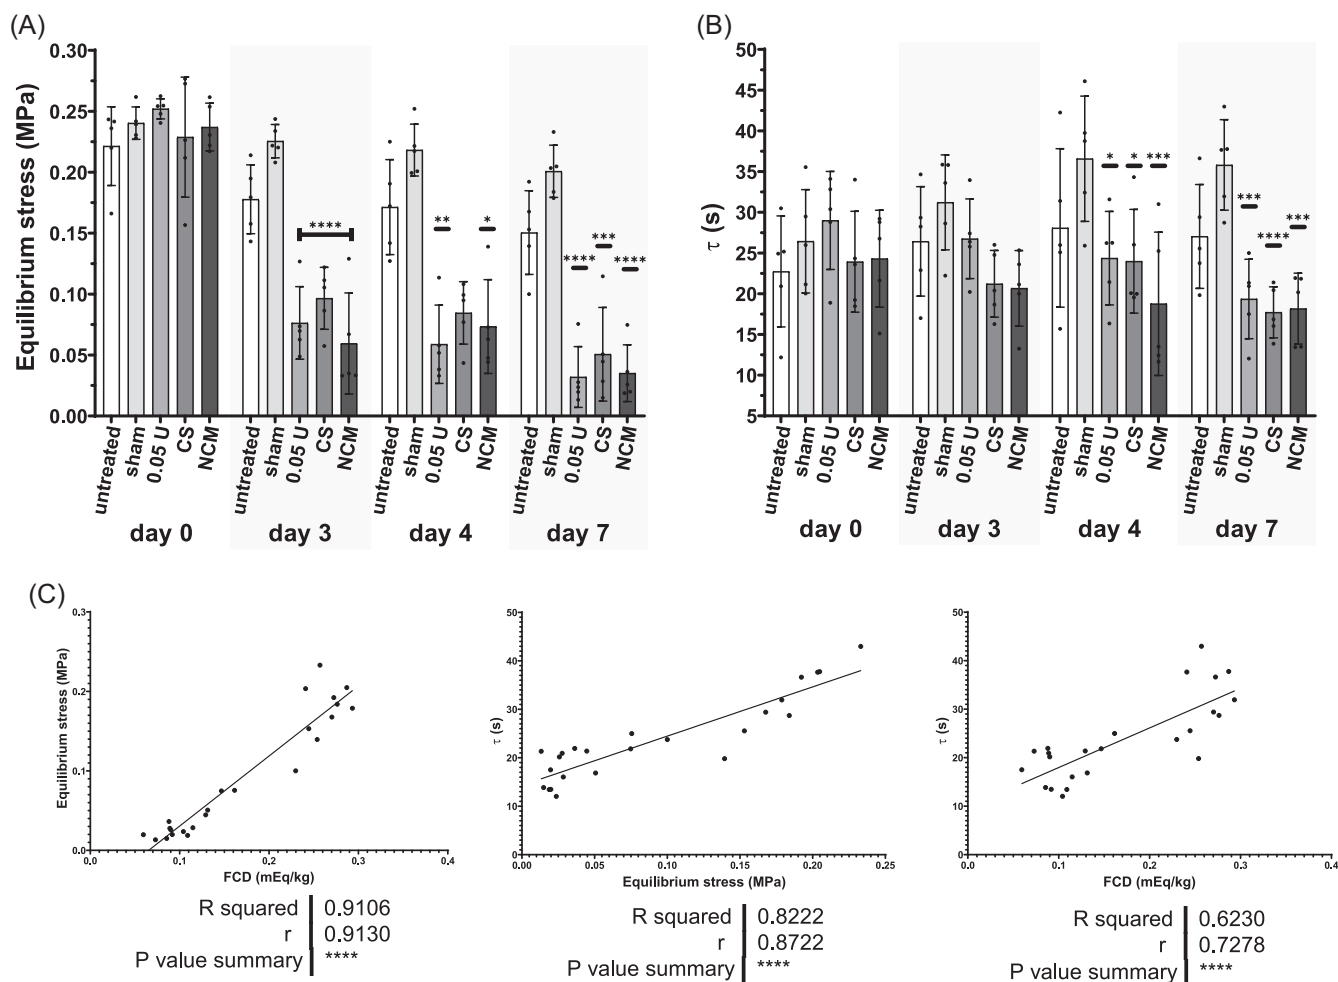 (A)
Equilibrium stress (MPa)
0.30
0.25
0.20
0.15
0.10
0.05
0.00
****
**
*
****
***
****
untreated sham 0.05 U CS NCM untreated sham 0.05 U CS NCM untreated sham 0.05 U CS NCM untreated sham 0.05 U CS NCM
day 0 day 3 day 4 day 7
(B)
τ (s)
50
45
40
35
30
25
20
15
10
5
* * ***
***
****
***
untreated sham 0.05 U CS NCM untreated sham 0.05 U CS NCM untreated sham 0.05 U CS NCM untreated sham 0.05 U CS NCM
day 0 day 3 day 4 day 7
(C)
Equilibrium stress (MPa)
0.3
0.2
0.1
0.0
0.0 0.1 0.2 0.3 0.4
FCD (mEq/kg)
R squared 0.9106
r 0.9130
P value summary ****
τ (s)
50
40
30
20
10
0
0.00 0.05 0.10 0.15 0.20 0.25
Equilibrium stress (MPa)
R squared 0.8222
r 0.8722
P value summary ****
τ (s)
50
40
30
20
10
0
0.0 0.1 0.2 0.3 0.4
FCD (mEq/kg)
R squared 0.6230
r 0.7278
P value summary ****